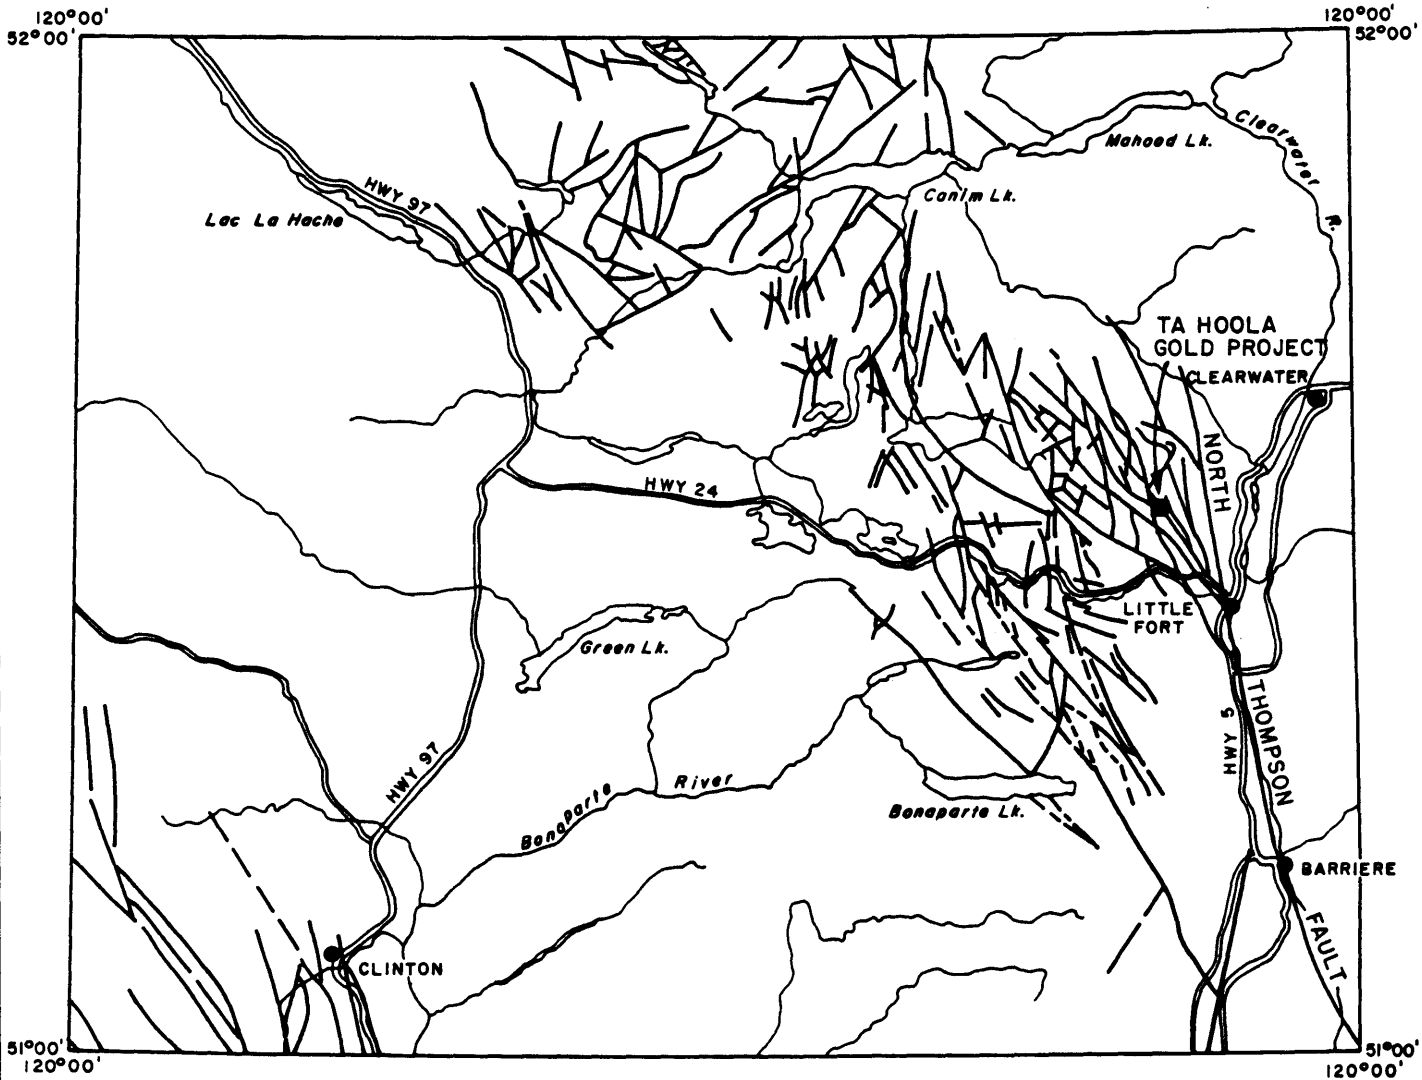 120°00' 120°00'
52°00' 52°00'
Clearwater R.
Mahood Lk.
HWY 97
Canim Lk.
Lac La Hache
TA HOOLA
GOLD PROJECT
CLEARWATER
NORTH
HWY 24
LITTLE
FORT
Green Lk.
THOMPSON
HWY 5
HWY 97
Bonaparte River
Bonaparte Lk.
BARRIERE
FAULT
CLINTON
51°00' 51°00'
120°00' 120°00'